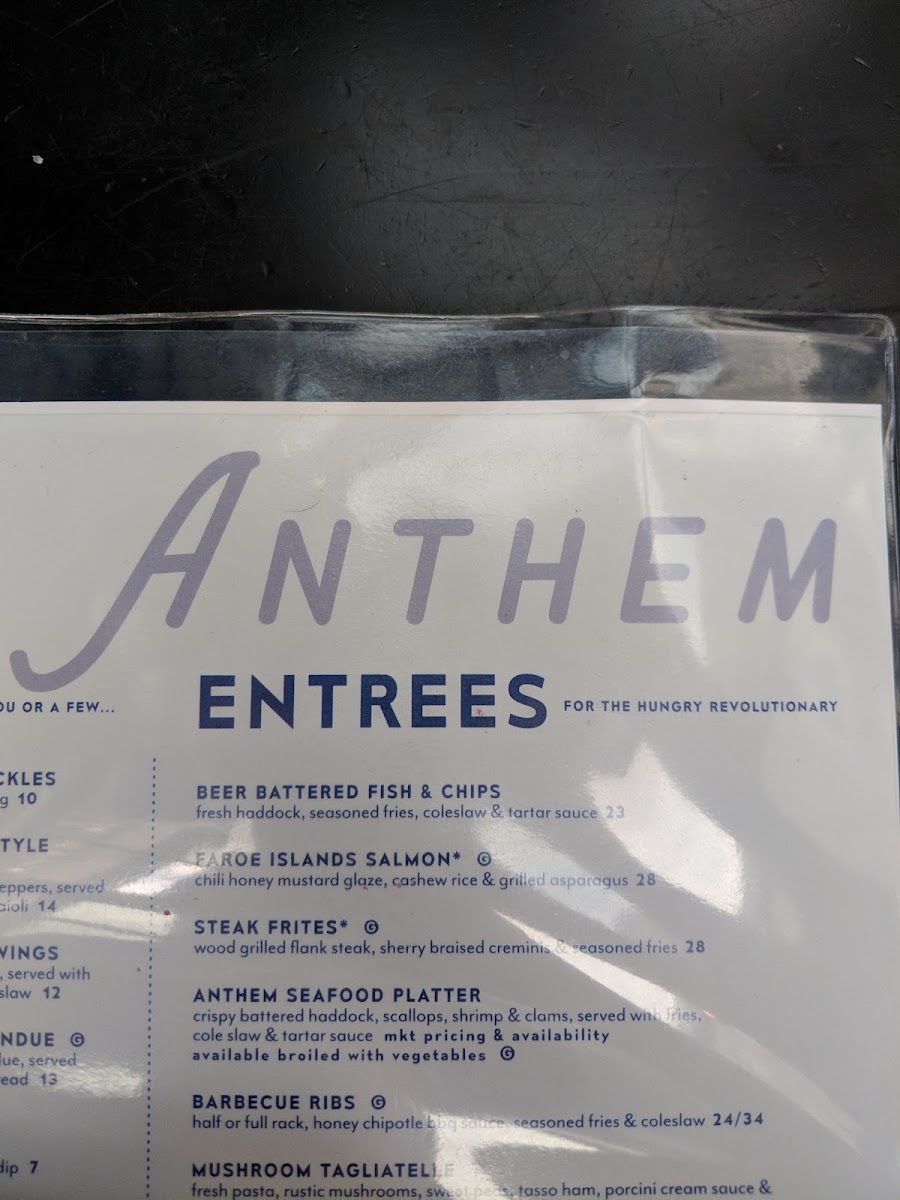 ANTHEM
OU OR A FEW...
CKLES
g 10
TYLE
eppers, served
aioli 14
WINGS
, served with
slaw 12
NDUE G
lue, served
read 13
dip 7
ENTREES FOR THE HUNGRY REVOLUTIONARY
BEER BATTERED FISH & CHIPS
fresh haddock, seasoned fries, coleslaw & tartar sauce 23
FAROE ISLANDS SALMON* G
chili honey mustard glaze, cashew rice & grilled asparagus 28
STEAK FRITES* G
wood grilled flank steak, sherry braised creminis & seasoned fries 28
ANTHEM SEAFOOD PLATTER
crispy battered haddock, scallops, shrimp & clams, served with fries,
cole slaw & tartar sauce mkt pricing & availability
available broiled with vegetables G
BARBECUE RIBS G
half or full rack, honey chipotle bbq sauce, seasoned fries & coleslaw 24/34
MUSHROOM TAGLIATELLE
fresh pasta, rustic mushrooms, sweet peas, tasso ham, porcini cream sauce &